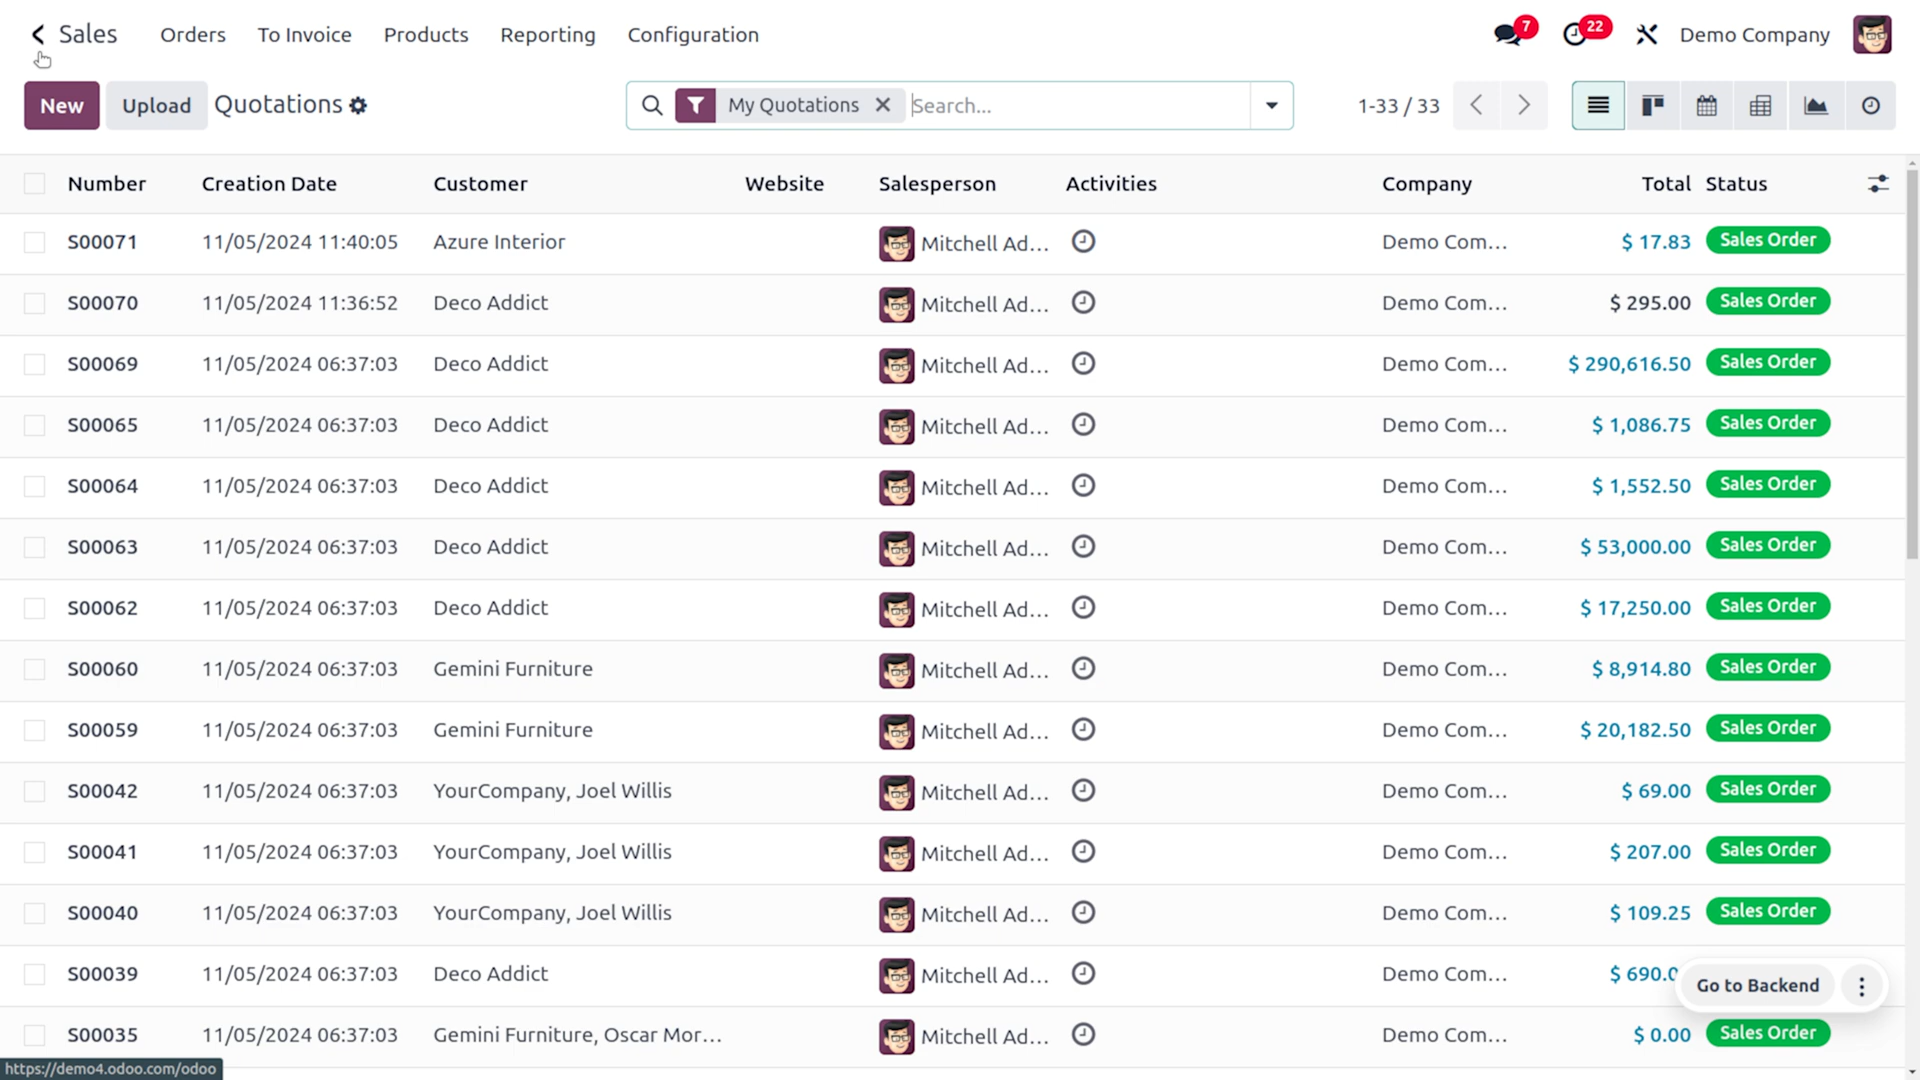 Sales Orders To Invoice Products Reporting Configuration 7 22 Demo Company
New Upload Quotations My Quotations Search... 1-33 / 33
Number Creation Date Customer Website Salesperson Activities Company Total Status
S00071 11/05/2024 11:40:05 Azure Interior Mitchell Ad... Demo Com... $ 17.83 Sales Order
S00070 11/05/2024 11:36:52 Deco Addict Mitchell Ad... Demo Com... $ 295.00 Sales Order
S00069 11/05/2024 06:37:03 Deco Addict Mitchell Ad... Demo Com... $ 290,616.50 Sales Order
S00065 11/05/2024 06:37:03 Deco Addict Mitchell Ad... Demo Com... $ 1,086.75 Sales Order
S00064 11/05/2024 06:37:03 Deco Addict Mitchell Ad... Demo Com... $ 1,552.50 Sales Order
S00063 11/05/2024 06:37:03 Deco Addict Mitchell Ad... Demo Com... $ 53,000.00 Sales Order
S00062 11/05/2024 06:37:03 Deco Addict Mitchell Ad... Demo Com... $ 17,250.00 Sales Order
S00060 11/05/2024 06:37:03 Gemini Furniture Mitchell Ad... Demo Com... $ 8,914.80 Sales Order
S00059 11/05/2024 06:37:03 Gemini Furniture Mitchell Ad... Demo Com... $ 20,182.50 Sales Order
S00042 11/05/2024 06:37:03 YourCompany, Joel Willis Mitchell Ad... Demo Com... $ 69.00 Sales Order
S00041 11/05/2024 06:37:03 YourCompany, Joel Willis Mitchell Ad... Demo Com... $ 207.00 Sales Order
S00040 11/05/2024 06:37:03 YourCompany, Joel Willis Mitchell Ad... Demo Com... $ 109.25 Sales Order
S00039 11/05/2024 06:37:03 Deco Addict Mitchell Ad... Demo Com... $ 690.0 Go to Backend
S00035 11/05/2024 06:37:03 Gemini Furniture, Oscar Mor... Mitchell Ad... Demo Com... $ 0.00 Sales Order
https://demo4.odoo.com/odoo